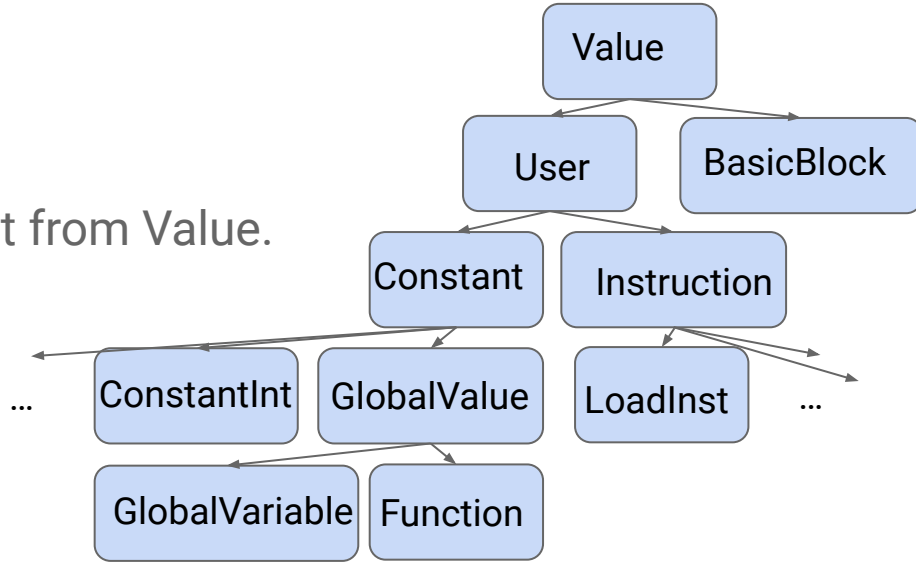 Value
User
BasicBlock
t from Value.
Constant
Instruction
...
ConstantInt
GlobalValue
LoadInst
...
GlobalVariable
Function